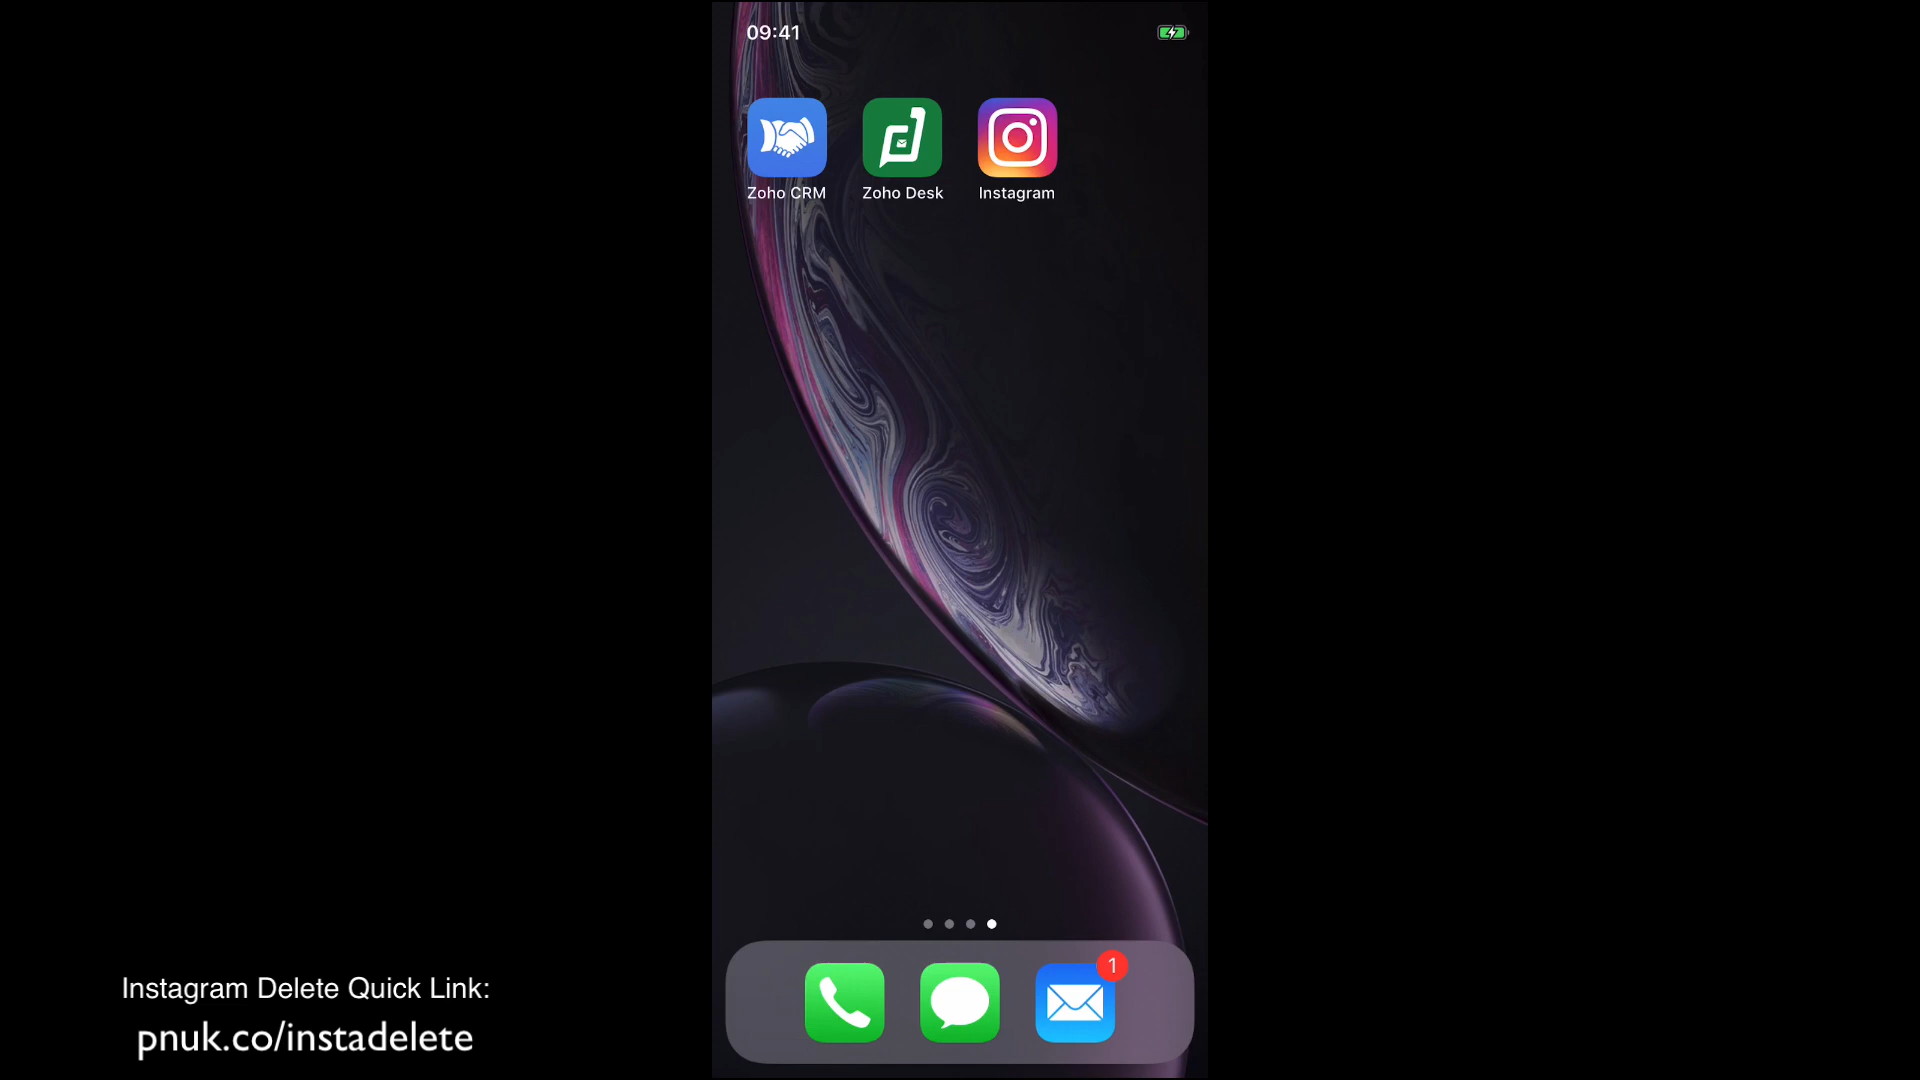 09:41
Zoho CRM
Zoho Desk
Instagram
1
Instagram Delete Quick Link:
pnuk.co/instadelete